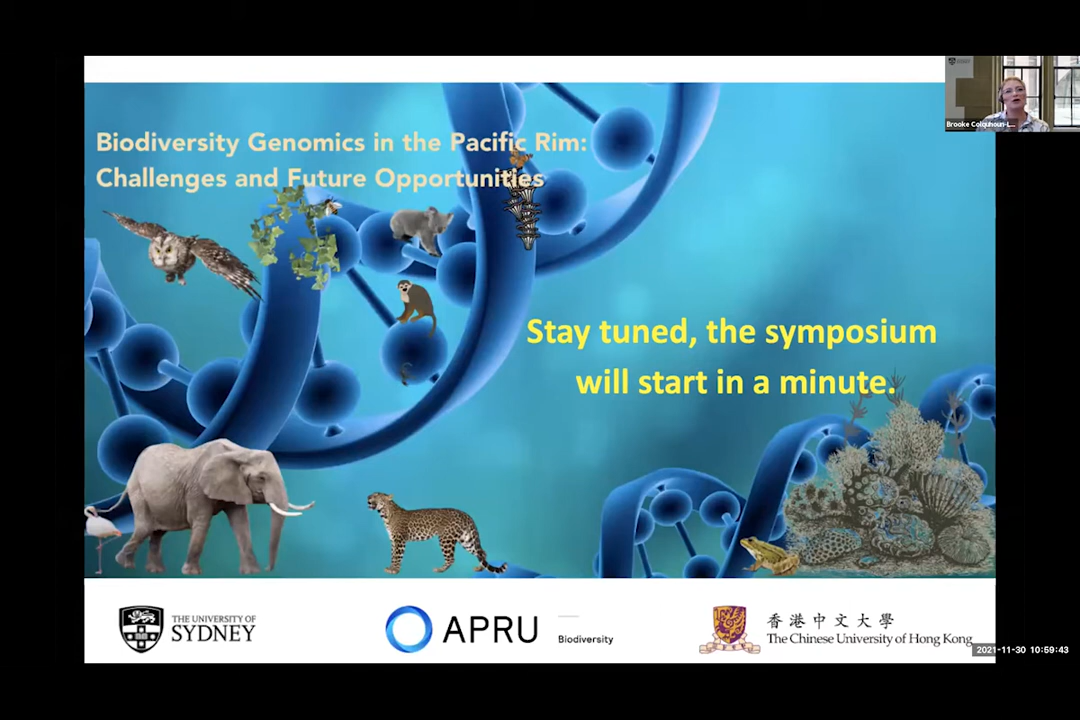 Biodiversity Genomics in the Pacific Rim:
Challenges and Future Opportunities
Brooke Colquhoun-L...
Stay tuned, the symposium
will start in a minute.
THE UNIVERSITY OF
SYDNEY
APRU
Biodiversity
香港中文大學
The Chinese University of Hong Kong
2021-11-30 10:59:43